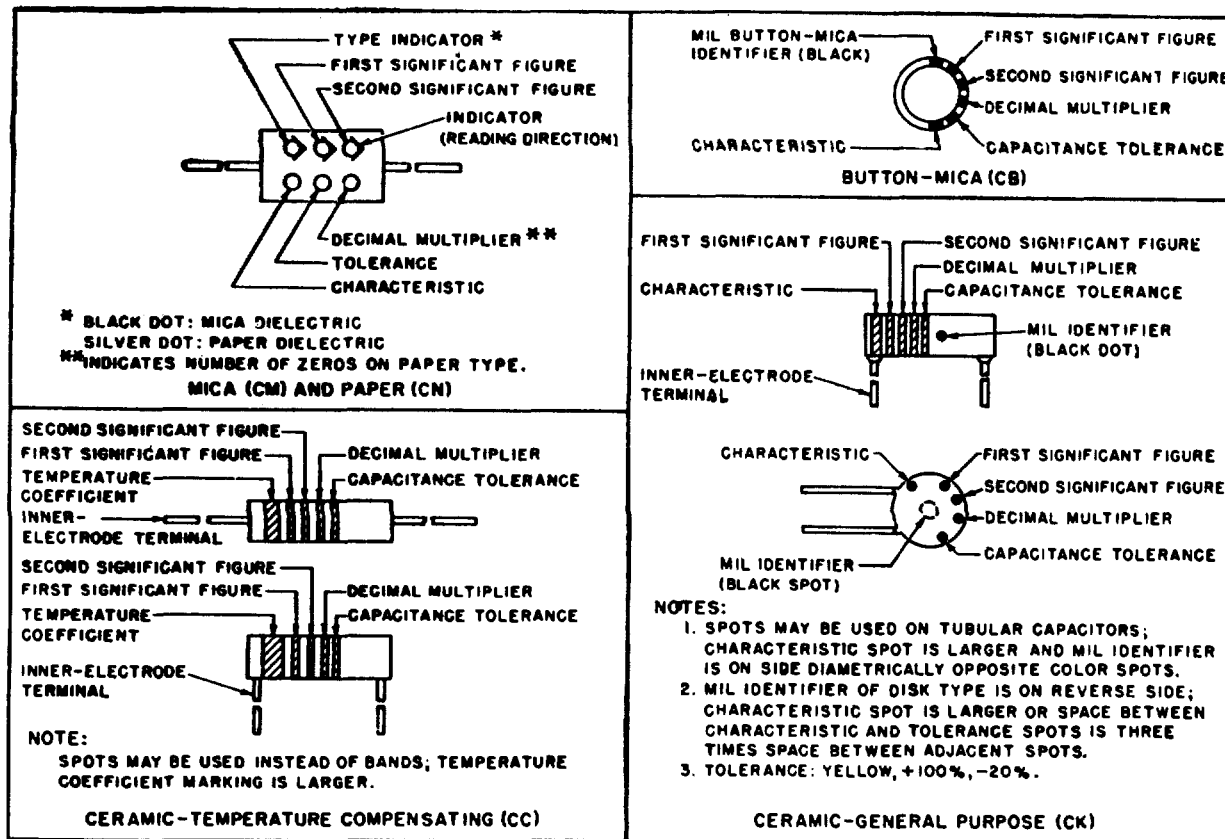 TYPE INDICATOR *
FIRST SIGNIFICANT FIGURE
SECOND SIGNIFICANT FIGURE
INDICATOR
(READING DIRECTION)
DECIMAL MULTIPLIER **
TOLERANCE
CHARACTERISTIC
* BLACK DOT: MICA DIELECTRIC
SILVER DOT: PAPER DIELECTRIC
**INDICATES NUMBER OF ZEROS ON PAPER TYPE.
MICA (CM) AND PAPER (CN)
MIL BUTTON-MICA
IDENTIFIER (BLACK)
FIRST SIGNIFICANT FIGURE
SECOND SIGNIFICANT FIGURE
DECIMAL MULTIPLIER
CHARACTERISTIC
CAPACITANCE TOLERANCE
BUTTON-MICA (CB)
SECOND SIGNIFICANT FIGURE
FIRST SIGNIFICANT FIGURE
DECIMAL MULTIPLIER
TEMPERATURE
COEFFICIENT
CAPACITANCE TOLERANCE
INNER-
ELECTRODE TERMINAL
SECOND SIGNIFICANT FIGURE
FIRST SIGNIFICANT FIGURE
DECIMAL MULTIPLIER
TEMPERATURE
COEFFICIENT
CAPACITANCE TOLERANCE
INNER-ELECTRODE
TERMINAL
NOTE:
SPOTS MAY BE USED INSTEAD OF BANDS; TEMPERATURE
COEFFICIENT MARKING IS LARGER.
CERAMIC-TEMPERATURE COMPENSATING (CC)
FIRST SIGNIFICANT FIGURE
SECOND SIGNIFICANT FIGURE
DECIMAL MULTIPLIER
CHARACTERISTIC
CAPACITANCE TOLERANCE
MIL IDENTIFIER
(BLACK DOT)
INNER-ELECTRODE
TERMINAL
CHARACTERISTIC
FIRST SIGNIFICANT FIGURE
SECOND SIGNIFICANT FIGURE
DECIMAL MULTIPLIER
CAPACITANCE TOLERANCE
MIL IDENTIFIER
(BLACK SPOT)
NOTES:
1. SPOTS MAY BE USED ON TUBULAR CAPACITORS;
CHARACTERISTIC SPOT IS LARGER AND MIL IDENTIFIER
IS ON SIDE DIAMETRICALLY OPPOSITE COLOR SPOTS.
2. MIL IDENTIFIER OF DISK TYPE IS ON REVERSE SIDE;
CHARACTERISTIC SPOT IS LARGER OR SPACE BETWEEN
CHARACTERISTIC AND TOLERANCE SPOTS IS THREE
TIMES SPACE BETWEEN ADJACENT SPOTS.
3. TOLERANCE: YELLOW, +100%, -20%.
CERAMIC-GENERAL PURPOSE (CK)